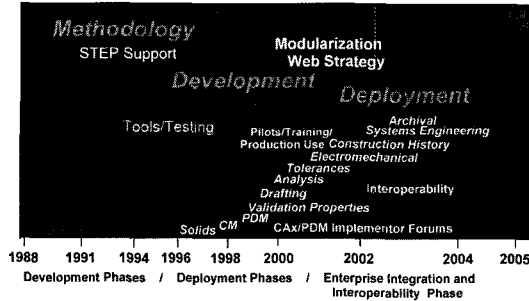 Methodology
STEP Support
Modularization
Web Strategy
Development
Deployment
Archival
Tools/Testing
Systems Engineering
Pilots/Training/
Production Use Construction History
Electromechanical
Tolerances
Analysis
Interoperability
Drafting
Validation Properties
PDM
Solids CM
CAx/PDM Implementor Forums
1988 1991 1994 1996 1998 2000 2002 2004 2005
Development Phases / Deployment Phases / Enterprise Integration and
Interoperability Phase